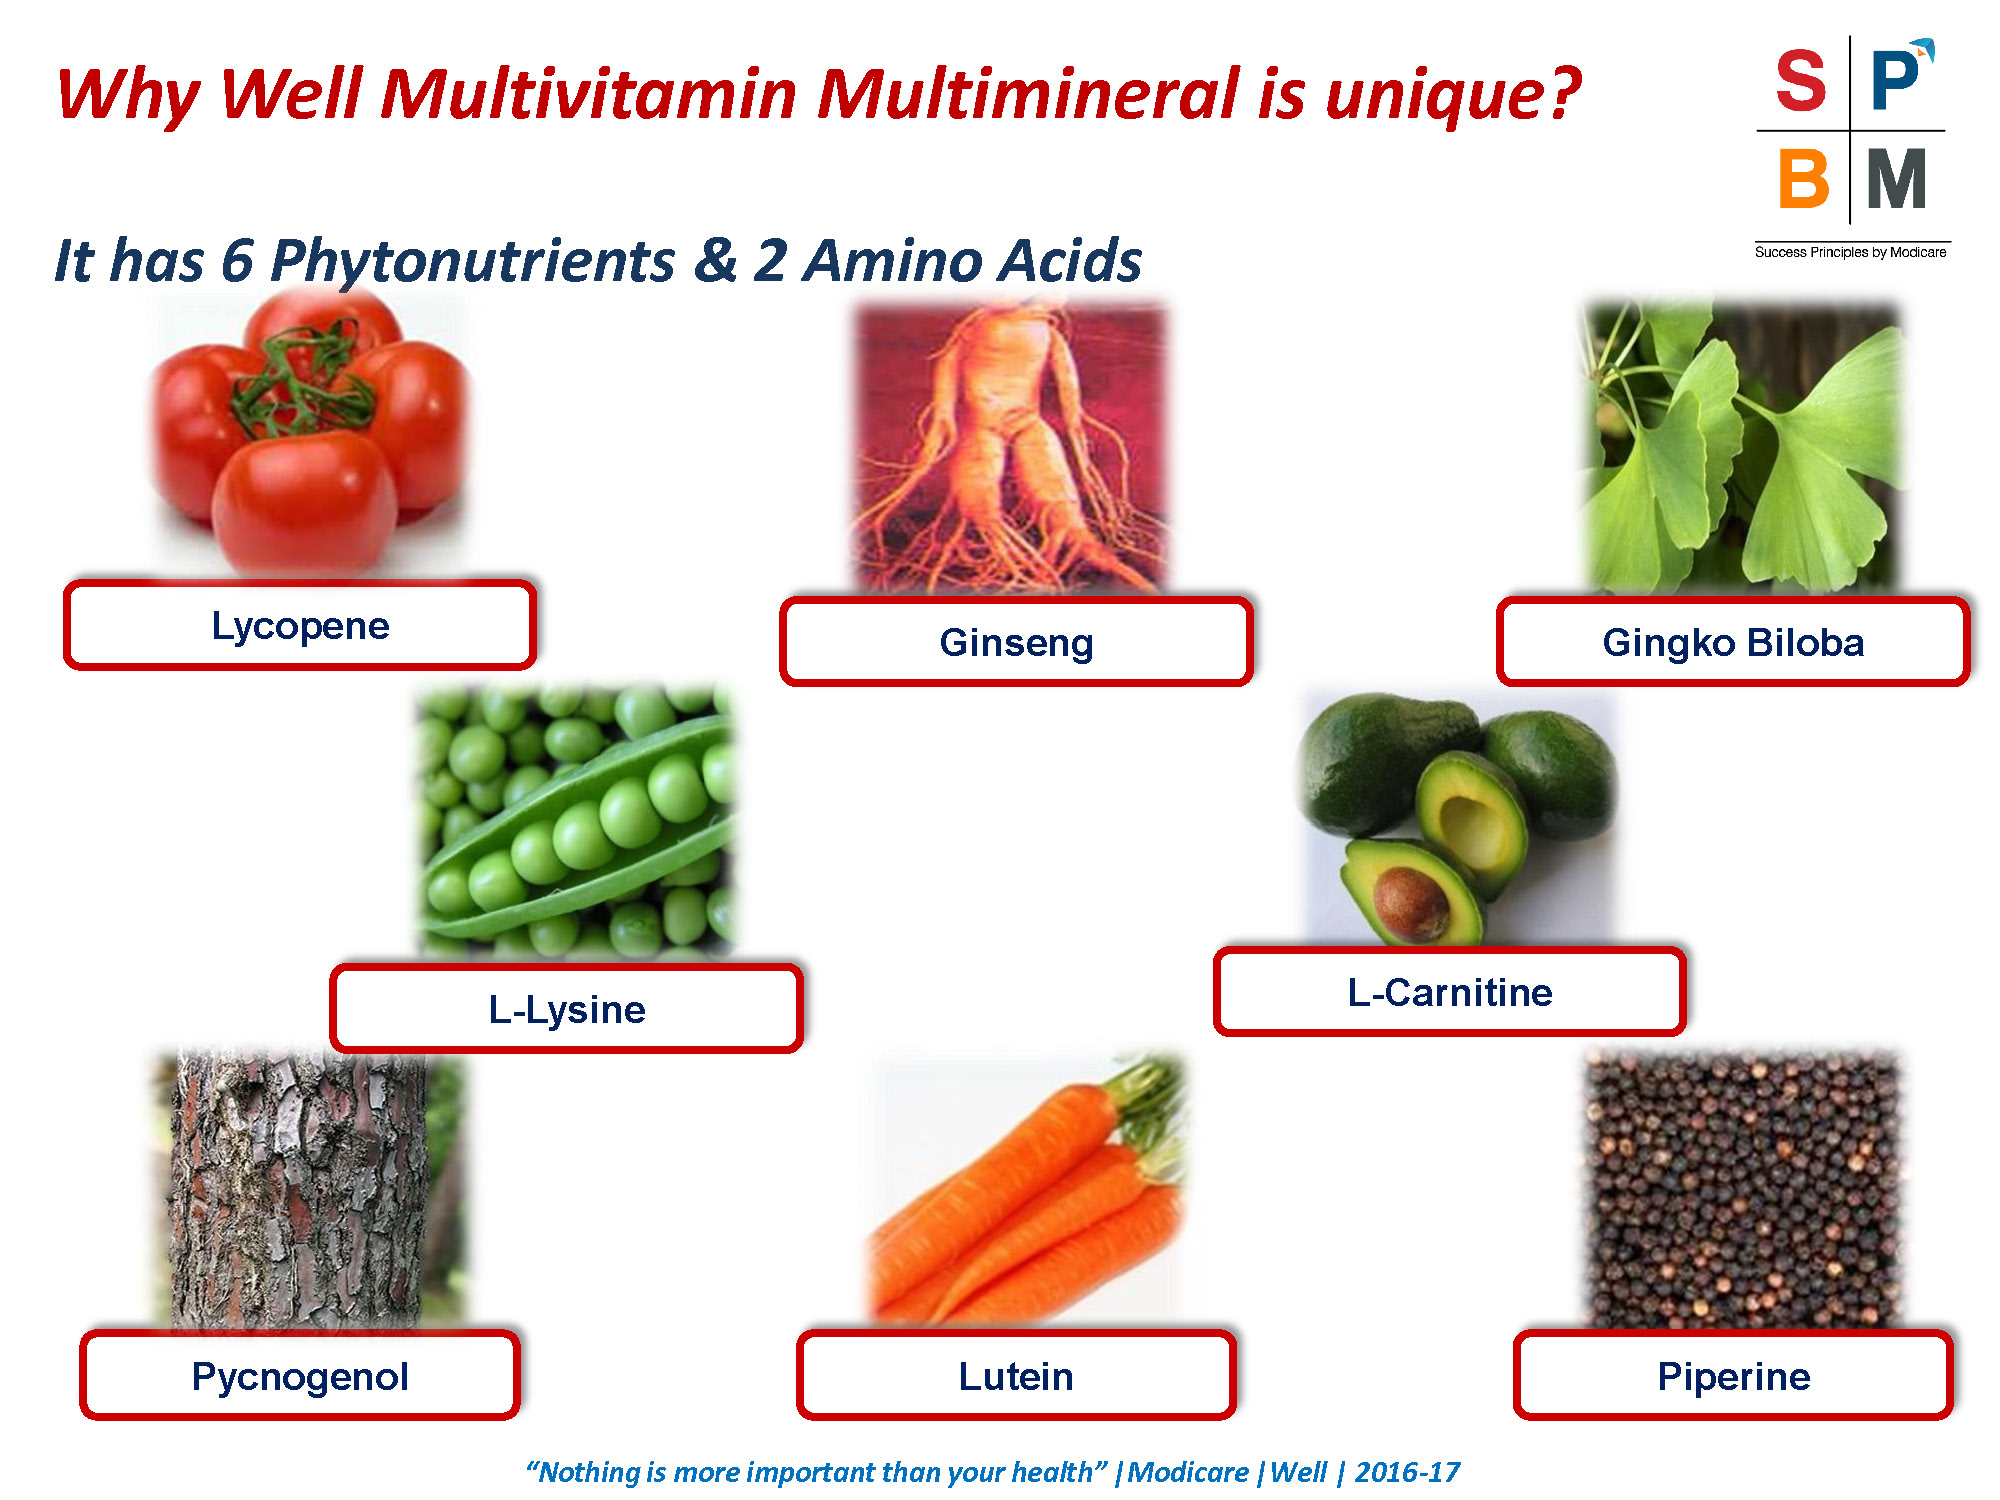 Why Well Multivitamin Multimineral is unique?
S P
B M
Success Principles by Modicare
It has 6 Phytonutrients & 2 Amino Acids
Lycopene
Ginseng
Gingko Biloba
L-Lysine
L-Carnitine
Pycnogenol
Lutein
Piperine
“Nothing is more important than your health” |Modicare |Well | 2016-17